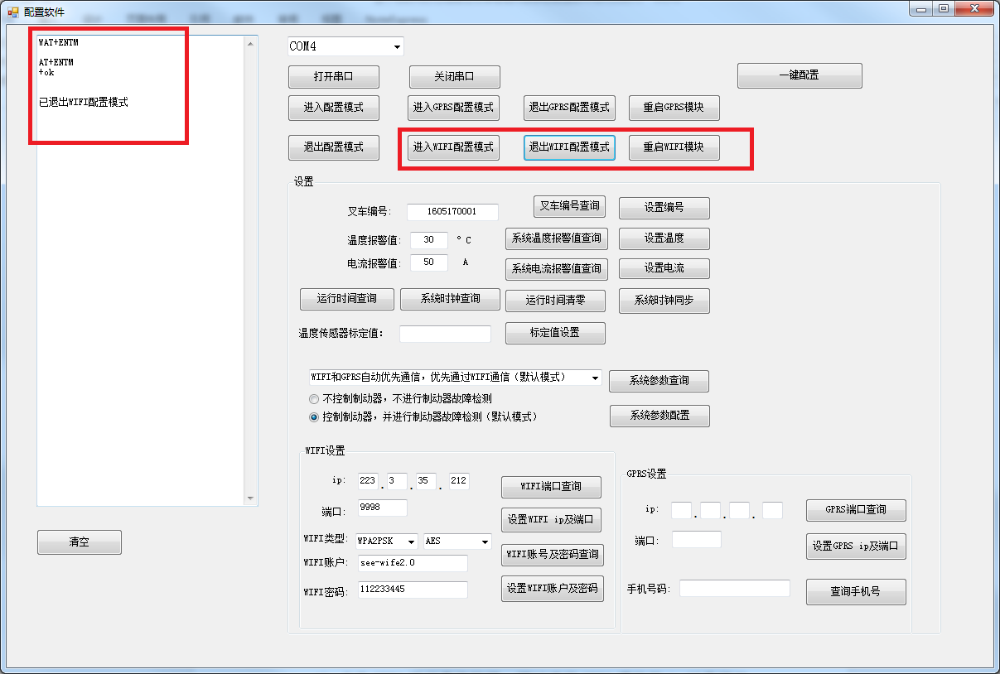 配置软件
WAT+ENTM
AT+ENTM
+ok
已退出WIFI配置模式
清空
COM4
打开串口
关闭串口
一键配置
进入配置模式
进入GPRS配置模式
退出GPRS配置模式
重启GPRS模块
退出配置模式
进入WIFI配置模式
退出WIFI配置模式
重启WIFI模块
设置
叉车编号:
1605170001
叉车编号查询
设置编号
温度报警值:
30
° C
系统温度报警值查询
设置温度
电流报警值:
50
A
系统电流报警值查询
设置电流
运行时间查询
系统时钟查询
运行时间清零
系统时钟同步
温度传感器标定值:
标定值设置
WIFI和GPRS自动优先通信，优先通过WIFI通信（默认模式）
系统参数查询
不控制制动器，不进行制动器故障检测
控制制动器，并进行制动器故障检测（默认模式）
系统参数配置
WIFI设置
ip:
223 . 3 . 35 . 212
WIFI端口查询
端口:
9998
设置WIFI ip及端口
WIFI类型:
WPA2PSK
AES
WIFI账号及密码查询
WIFI账户:
see-wife2.0
WIFI密码:
112233445
设置WIFI账户及密码
GPRS设置
ip:
. . .
GPRS端口查询
端口:
设置GPRS ip及端口
手机号码:
查询手机号